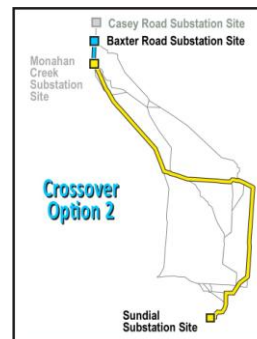 Casey Road Substation Site
Baxter Road Substation Site
Monahan
Creek
Substation
Site
Crossover
Option 2
Sundial
Substation Site